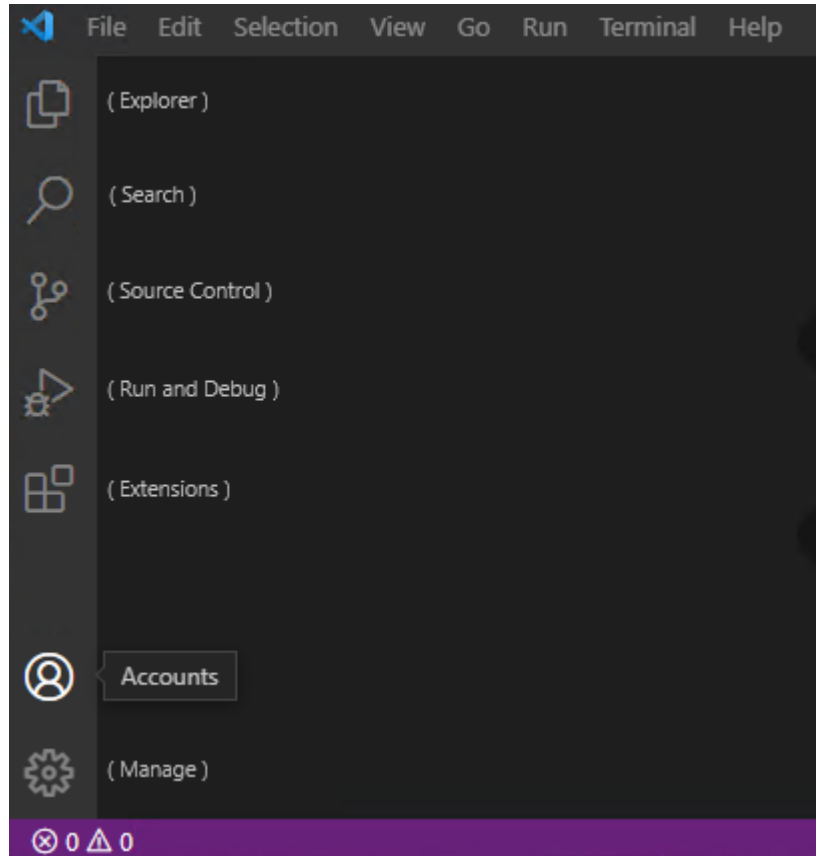 File Edit Selection View Go Run Terminal Help
( Explorer )
( Search )
( Source Control )
( Run and Debug )
( Extensions )
Accounts
( Manage )
0 0